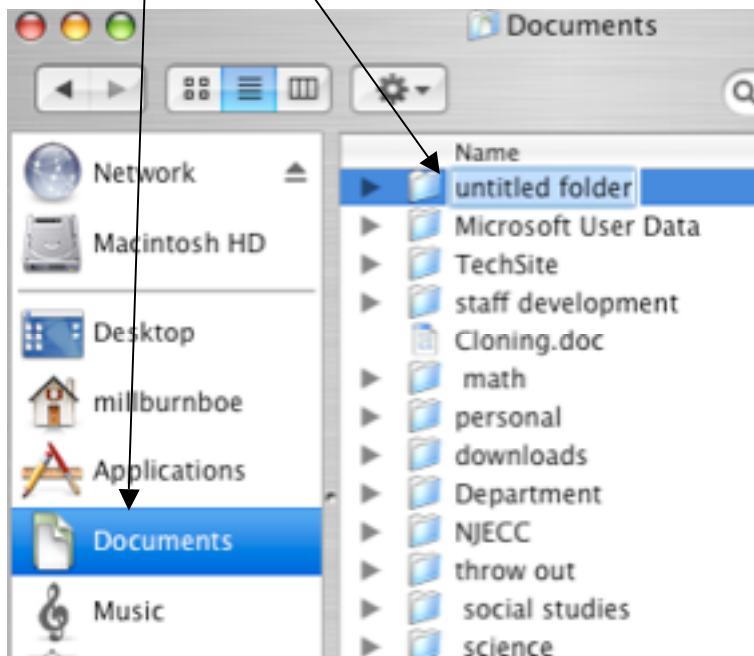 Documents
Network
Macintosh HD
Desktop
millburnboe
Applications
Documents
Music
Name
untitled folder
Microsoft User Data
TechSite
staff development
Cloning.doc
math
personal
downloads
Department
NJECC
throw out
social studies
science